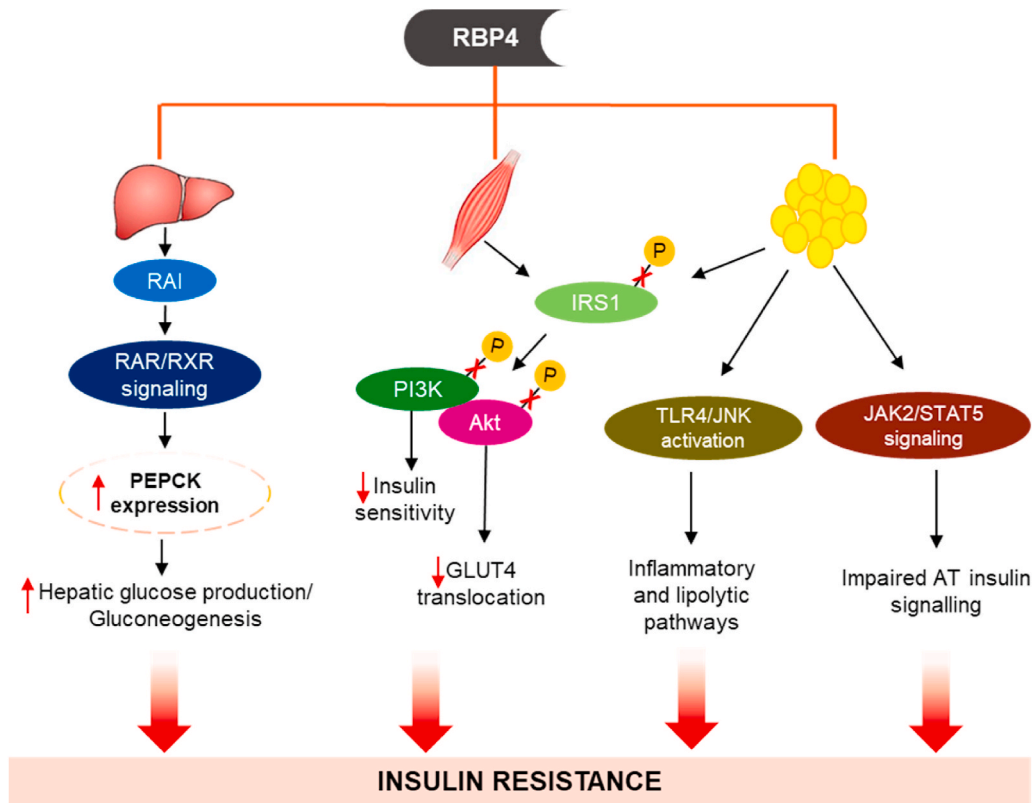 RBP4
RAI
RAR/RXR
signaling
PEPCK
expression
Hepatic glucose production/
Gluconeogenesis
P
IRS1
P
PI3K
P
Akt
Insulin
sensitivity
GLUT4
translocation
TLR4/JNK
activation
Inflammatory
and lipolytic
pathways
JAK2/STAT5
signaling
Impaired AT insulin
signalling
INSULIN RESISTANCE